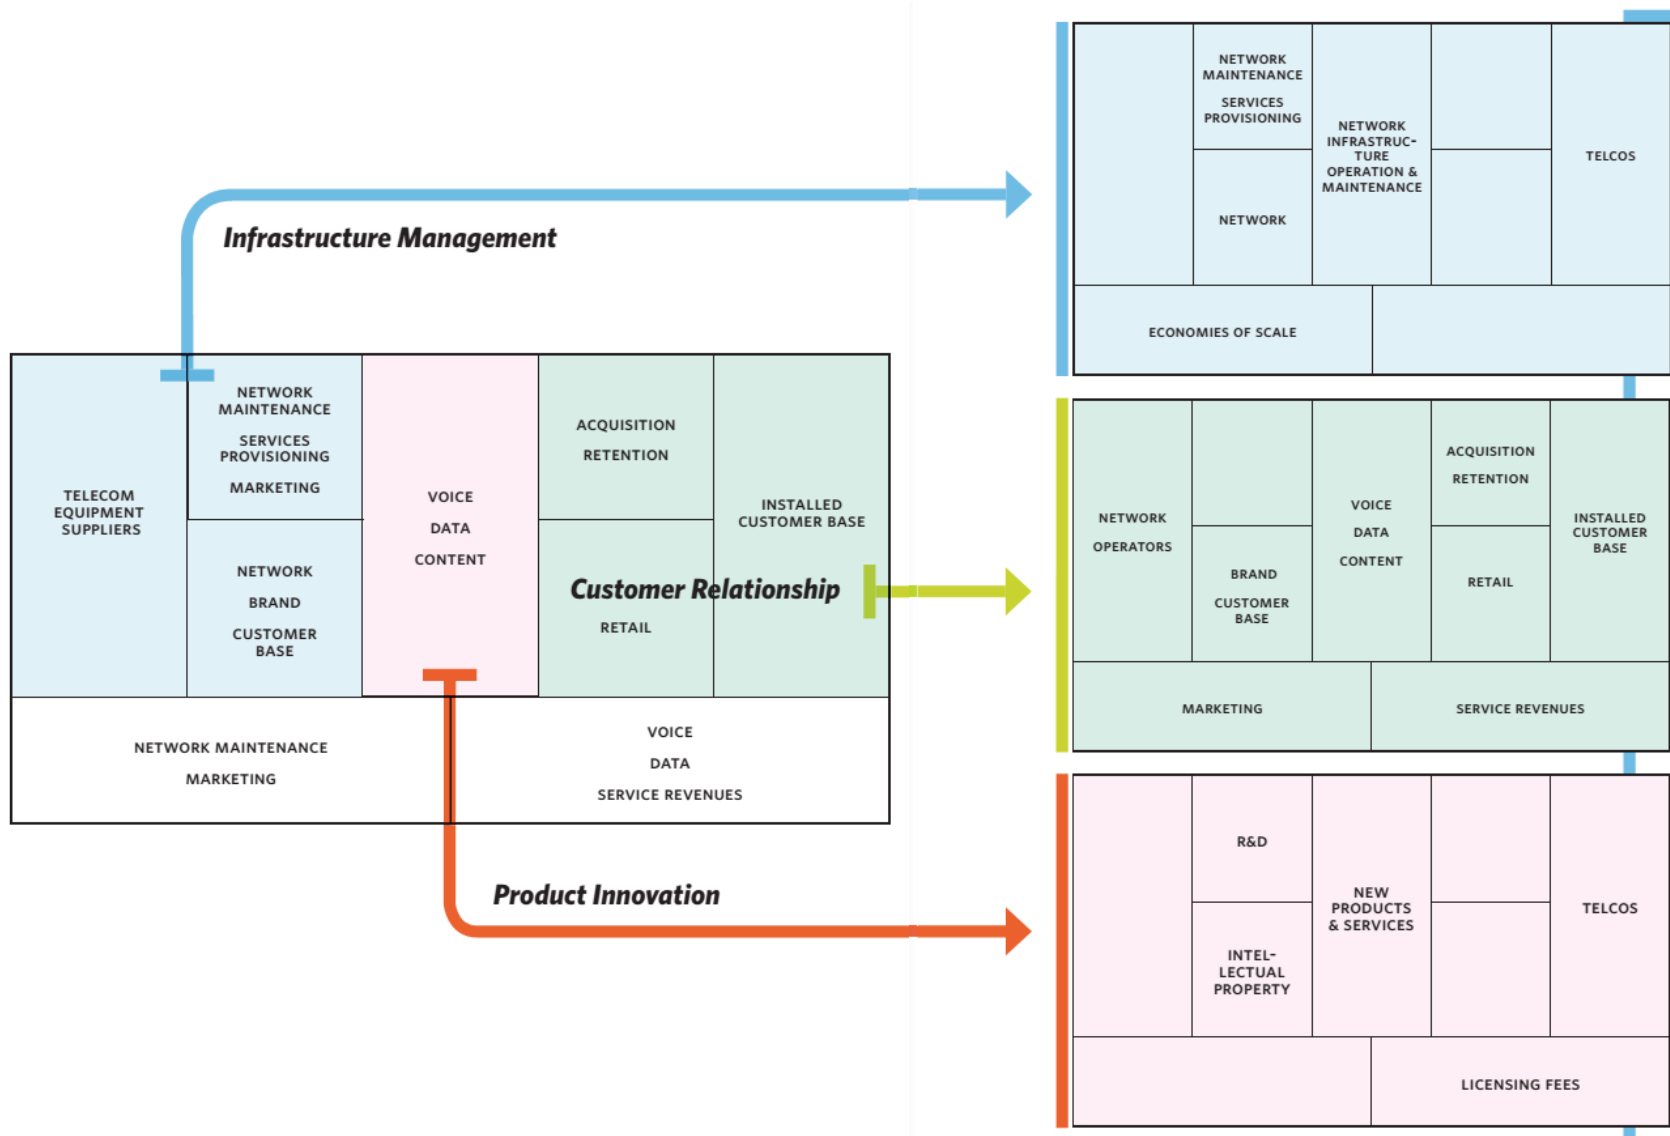 Infrastructure Management
TELECOM
EQUIPMENT
SUPPLIERS
NETWORK
MAINTENANCE
SERVICES
PROVISIONING
MARKETING
NETWORK
BRAND
CUSTOMER
BASE
VOICE
DATA
CONTENT
ACQUISITION
RETENTION
Customer Relationship
RETAIL
INSTALLED
CUSTOMER BASE
NETWORK MAINTENANCE
MARKETING
VOICE
DATA
SERVICE REVENUES
Product Innovation
NETWORK
MAINTENANCE
SERVICES
PROVISIONING
NETWORK
NETWORK
INFRASTRUC-
TURE
OPERATION &
MAINTENANCE
TELCOS
ECONOMIES OF SCALE
NETWORK
OPERATORS
BRAND
CUSTOMER
BASE
VOICE
DATA
CONTENT
ACQUISITION
RETENTION
RETAIL
INSTALLED
CUSTOMER
BASE
MARKETING
SERVICE REVENUES
R&D
INTEL-
LECTUAL
PROPERTY
NEW
PRODUCTS
& SERVICES
TELCOS
LICENSING FEES